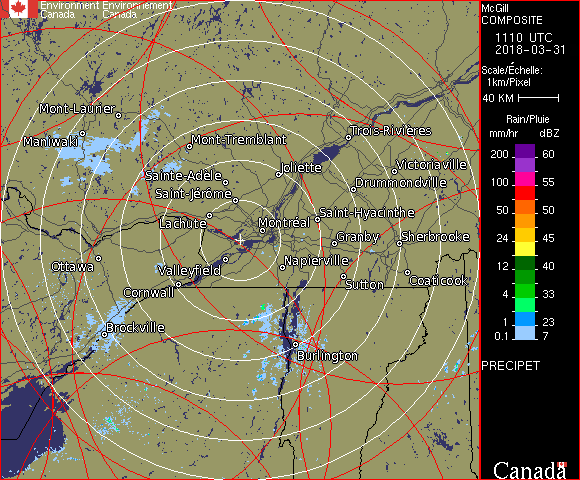 Environment Environnement
Canada Canada
McGill
COMPOSITE
1110 UTC
2018-03-31
Scale/Échelle:
1km/Pixel
40 KM
Rain/Pluie
mm/hr dBZ
200 60
100 55
50 50
24 45
12 40
4 33
1 23
0.1 7
PRECIPET
Canada
Mont-Laurier
Maniwaki
Mont-Tremblant
Trois-Rivières
Sainte-Adèle
Joliette
Victoriaville
Saint-Jérôme
Drummondville
Lachute
Saint-Hyacinthe
Montréal
Granby
Sherbrooke
Ottawa
Valleyfield
Napierville
Cornwall
Sutton
Coaticook
Brockville
Burlington